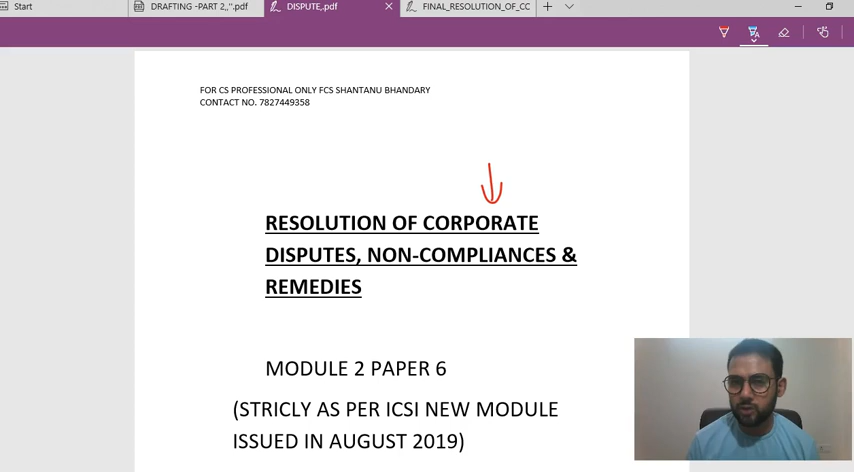 Start
DRAFTING -PART 2,,''.pdf
DISPUTE,.pdf
FINAL_RESOLUTION_OF_CC
FOR CS PROFESSIONAL ONLY FCS SHANTANU BHANDARY
CONTACT NO. 7827449358
RESOLUTION OF CORPORATE
DISPUTES, NON-COMPLIANCES &
REMEDIES
MODULE 2 PAPER 6
(STRICLY AS PER ICSI NEW MODULE
ISSUED IN AUGUST 2019)